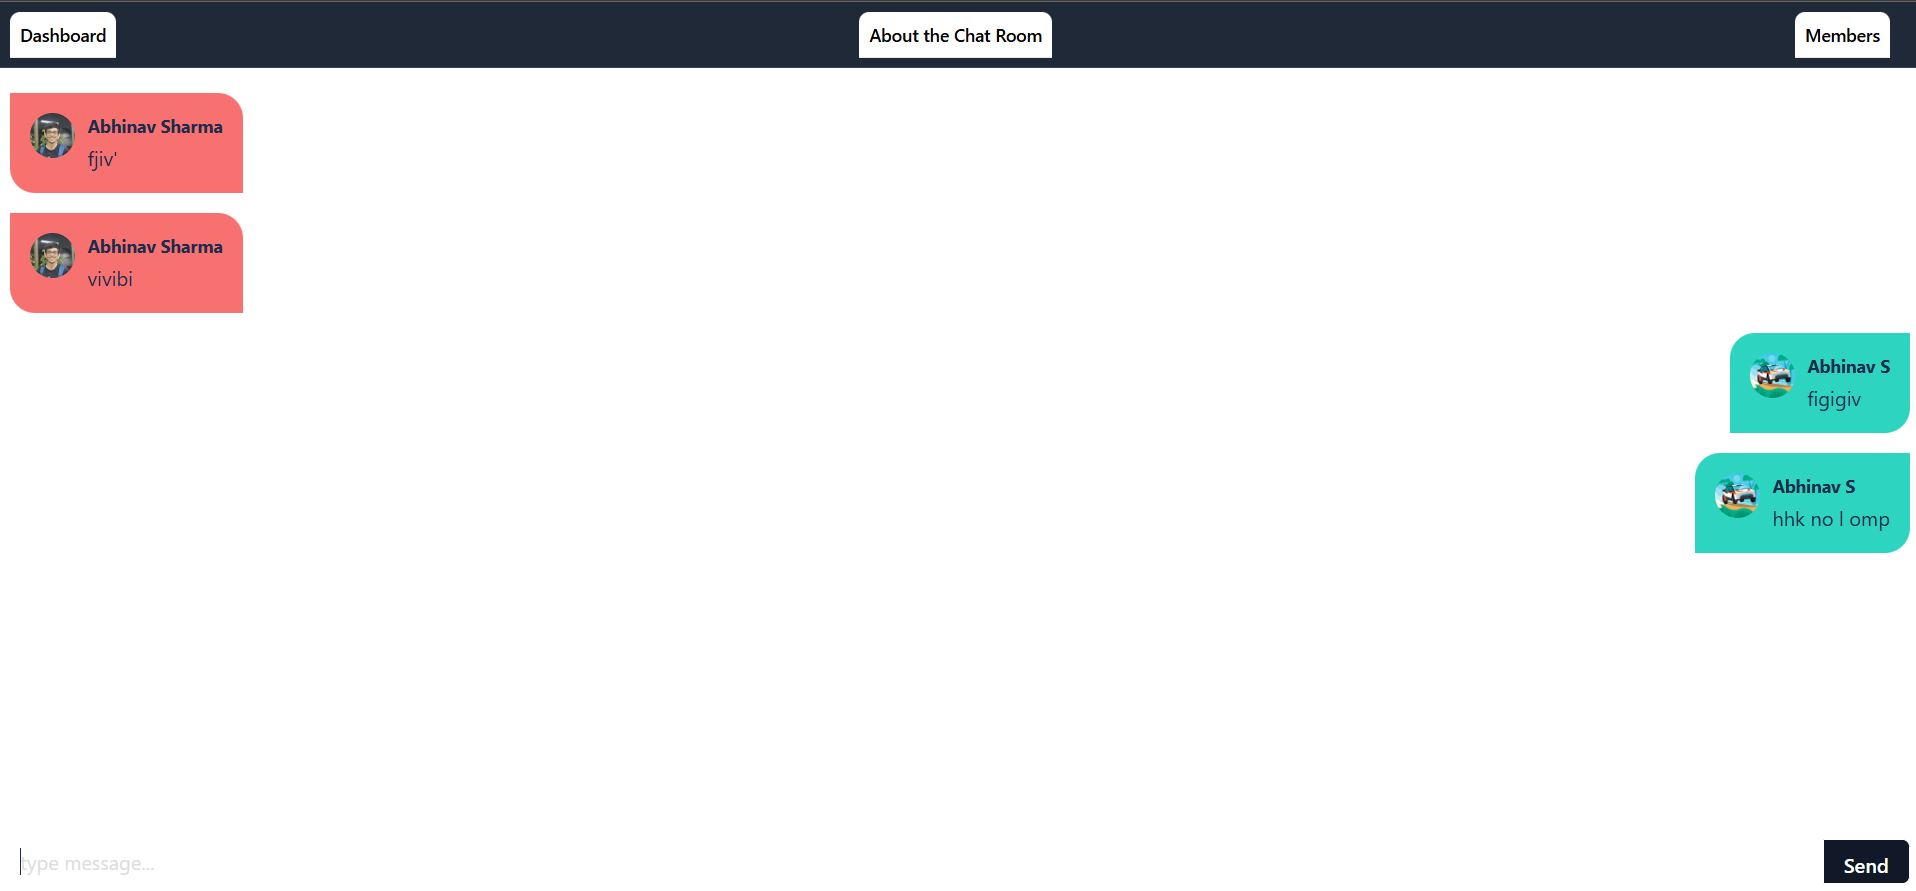 Dashboard
About the Chat Room
Members
Abhinav Sharma
fjiv'
Abhinav Sharma
vivibi
Abhinav S
figigiv
Abhinav S
hhk no l omp
type message...
Send